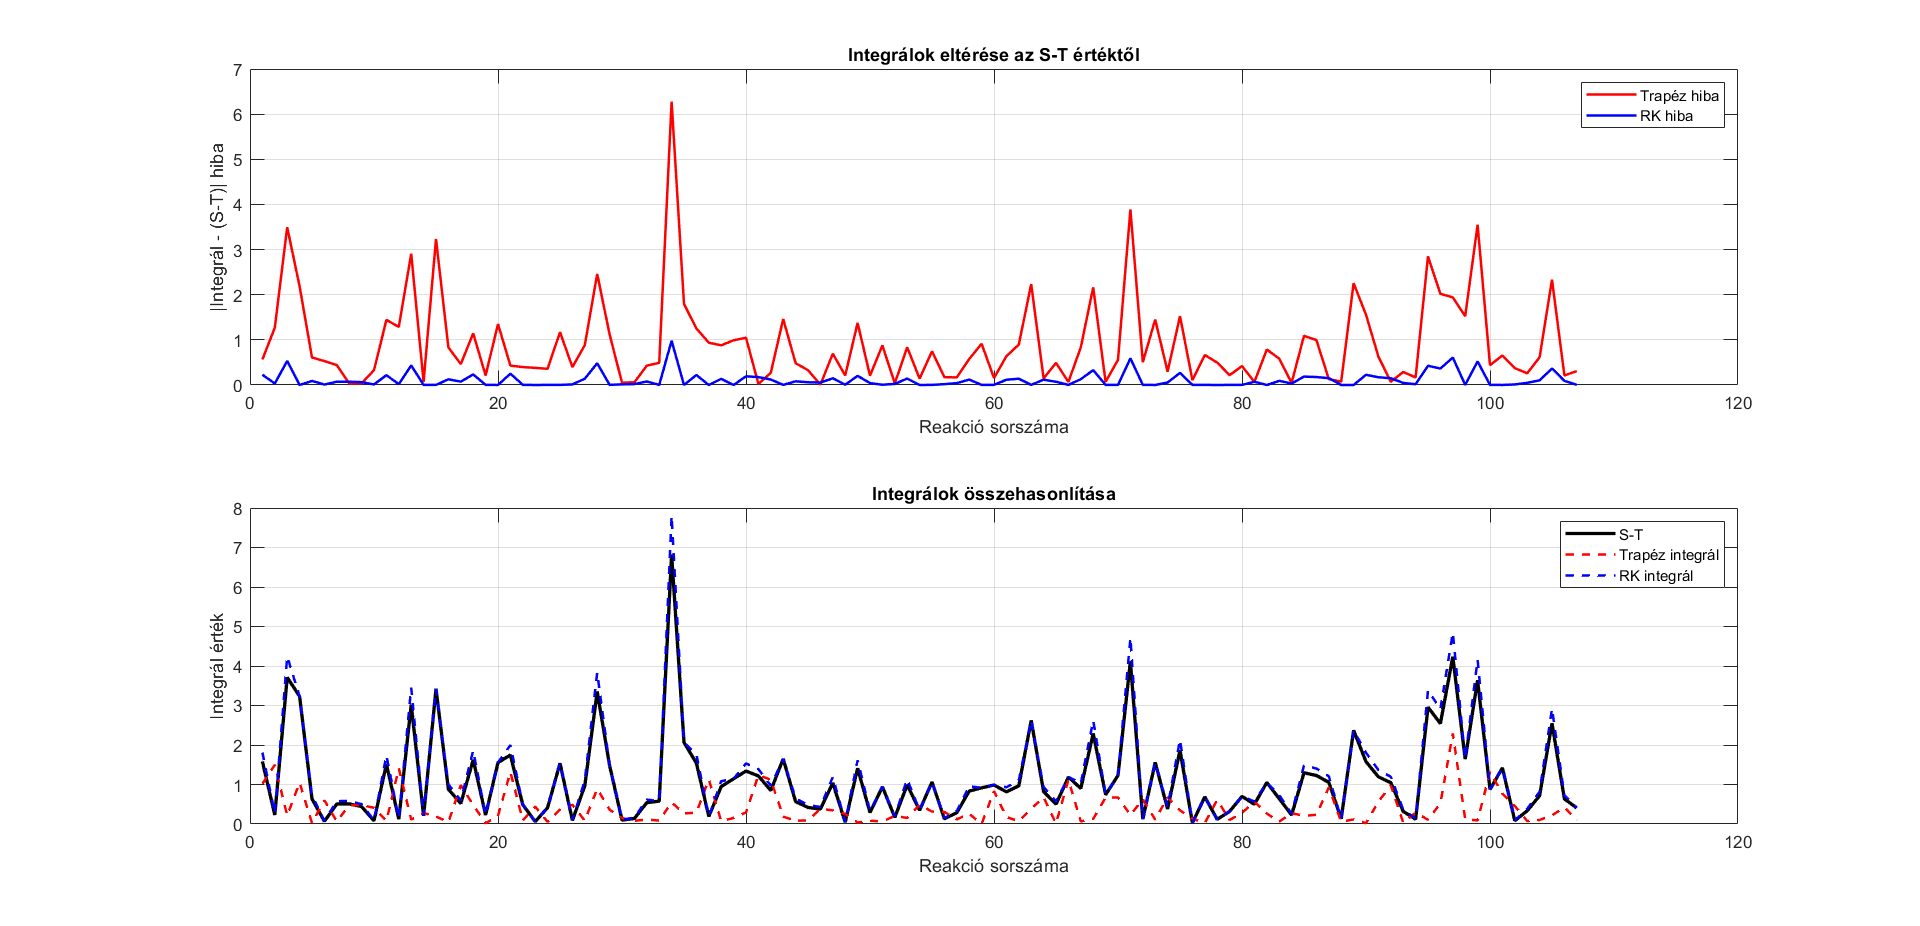 Integrálok eltérése az S-T értéktől
7
6
5
4
3
2
1
0
||Integrál - (S-T)| hiba
Trapéz hiba
RK hiba
0 20 40 60 80 100 120
Reakció sorszáma
Integrálok összehasonlítása
8
7
6
5
4
3
2
1
0
Integrál érték
S-T
Trapéz integrál
RK integrál
0 20 40 60 80 100 120
Reakció sorszáma